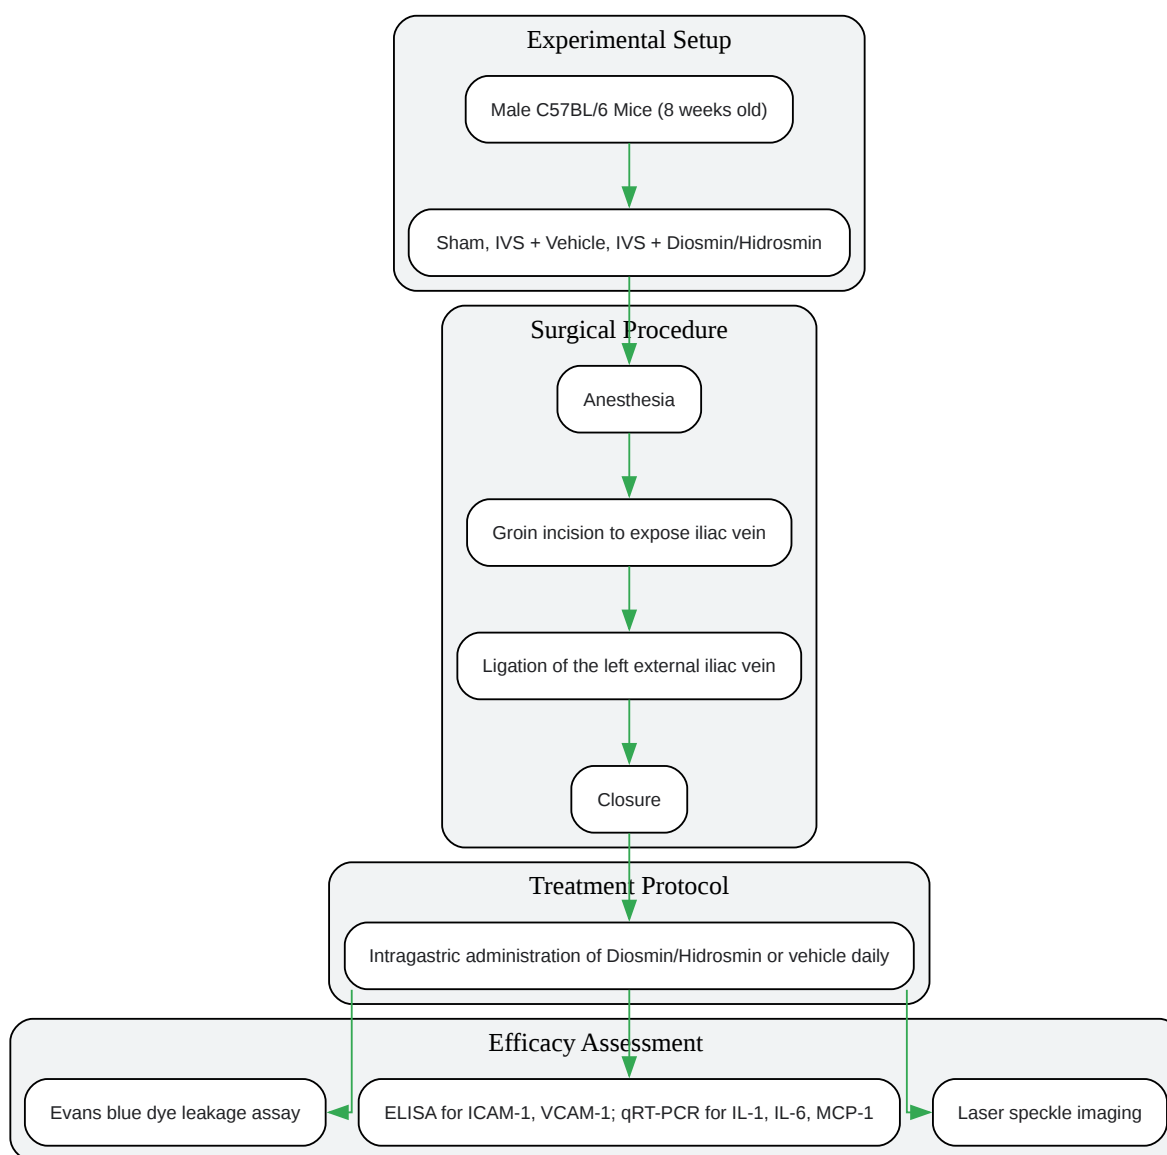 Experimental Setup
Male C57BL/6 Mice (8 weeks old)
Sham, IVS + Vehicle, IVS + Diosmin/Hidrosmin
Surgical Procedure
Anesthesia
Groin incision to expose iliac vein
Ligation of the left external iliac vein
Closure
Treatment Protocol
Intragastric administration of Diosmin/Hidrosmin or vehicle daily
Efficacy Assessment
Evans blue dye leakage assay
ELISA for ICAM-1, VCAM-1; qRT-PCR for IL-1, IL-6, MCP-1
Laser speckle imaging